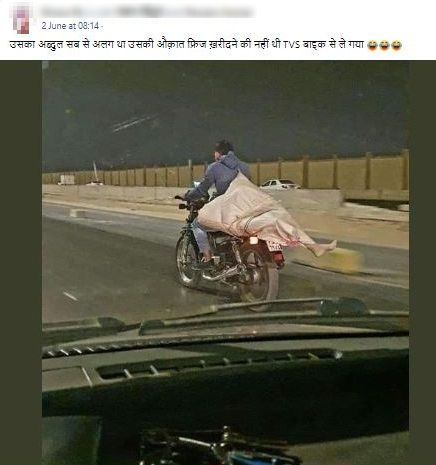 2 June at 08:14 ·
उसका अब्दुल सब से अलग था उसकी औक़ात फ्रिज ख़रीदने की नहीं थी TVS बाइक से ले गया 😂😂😂